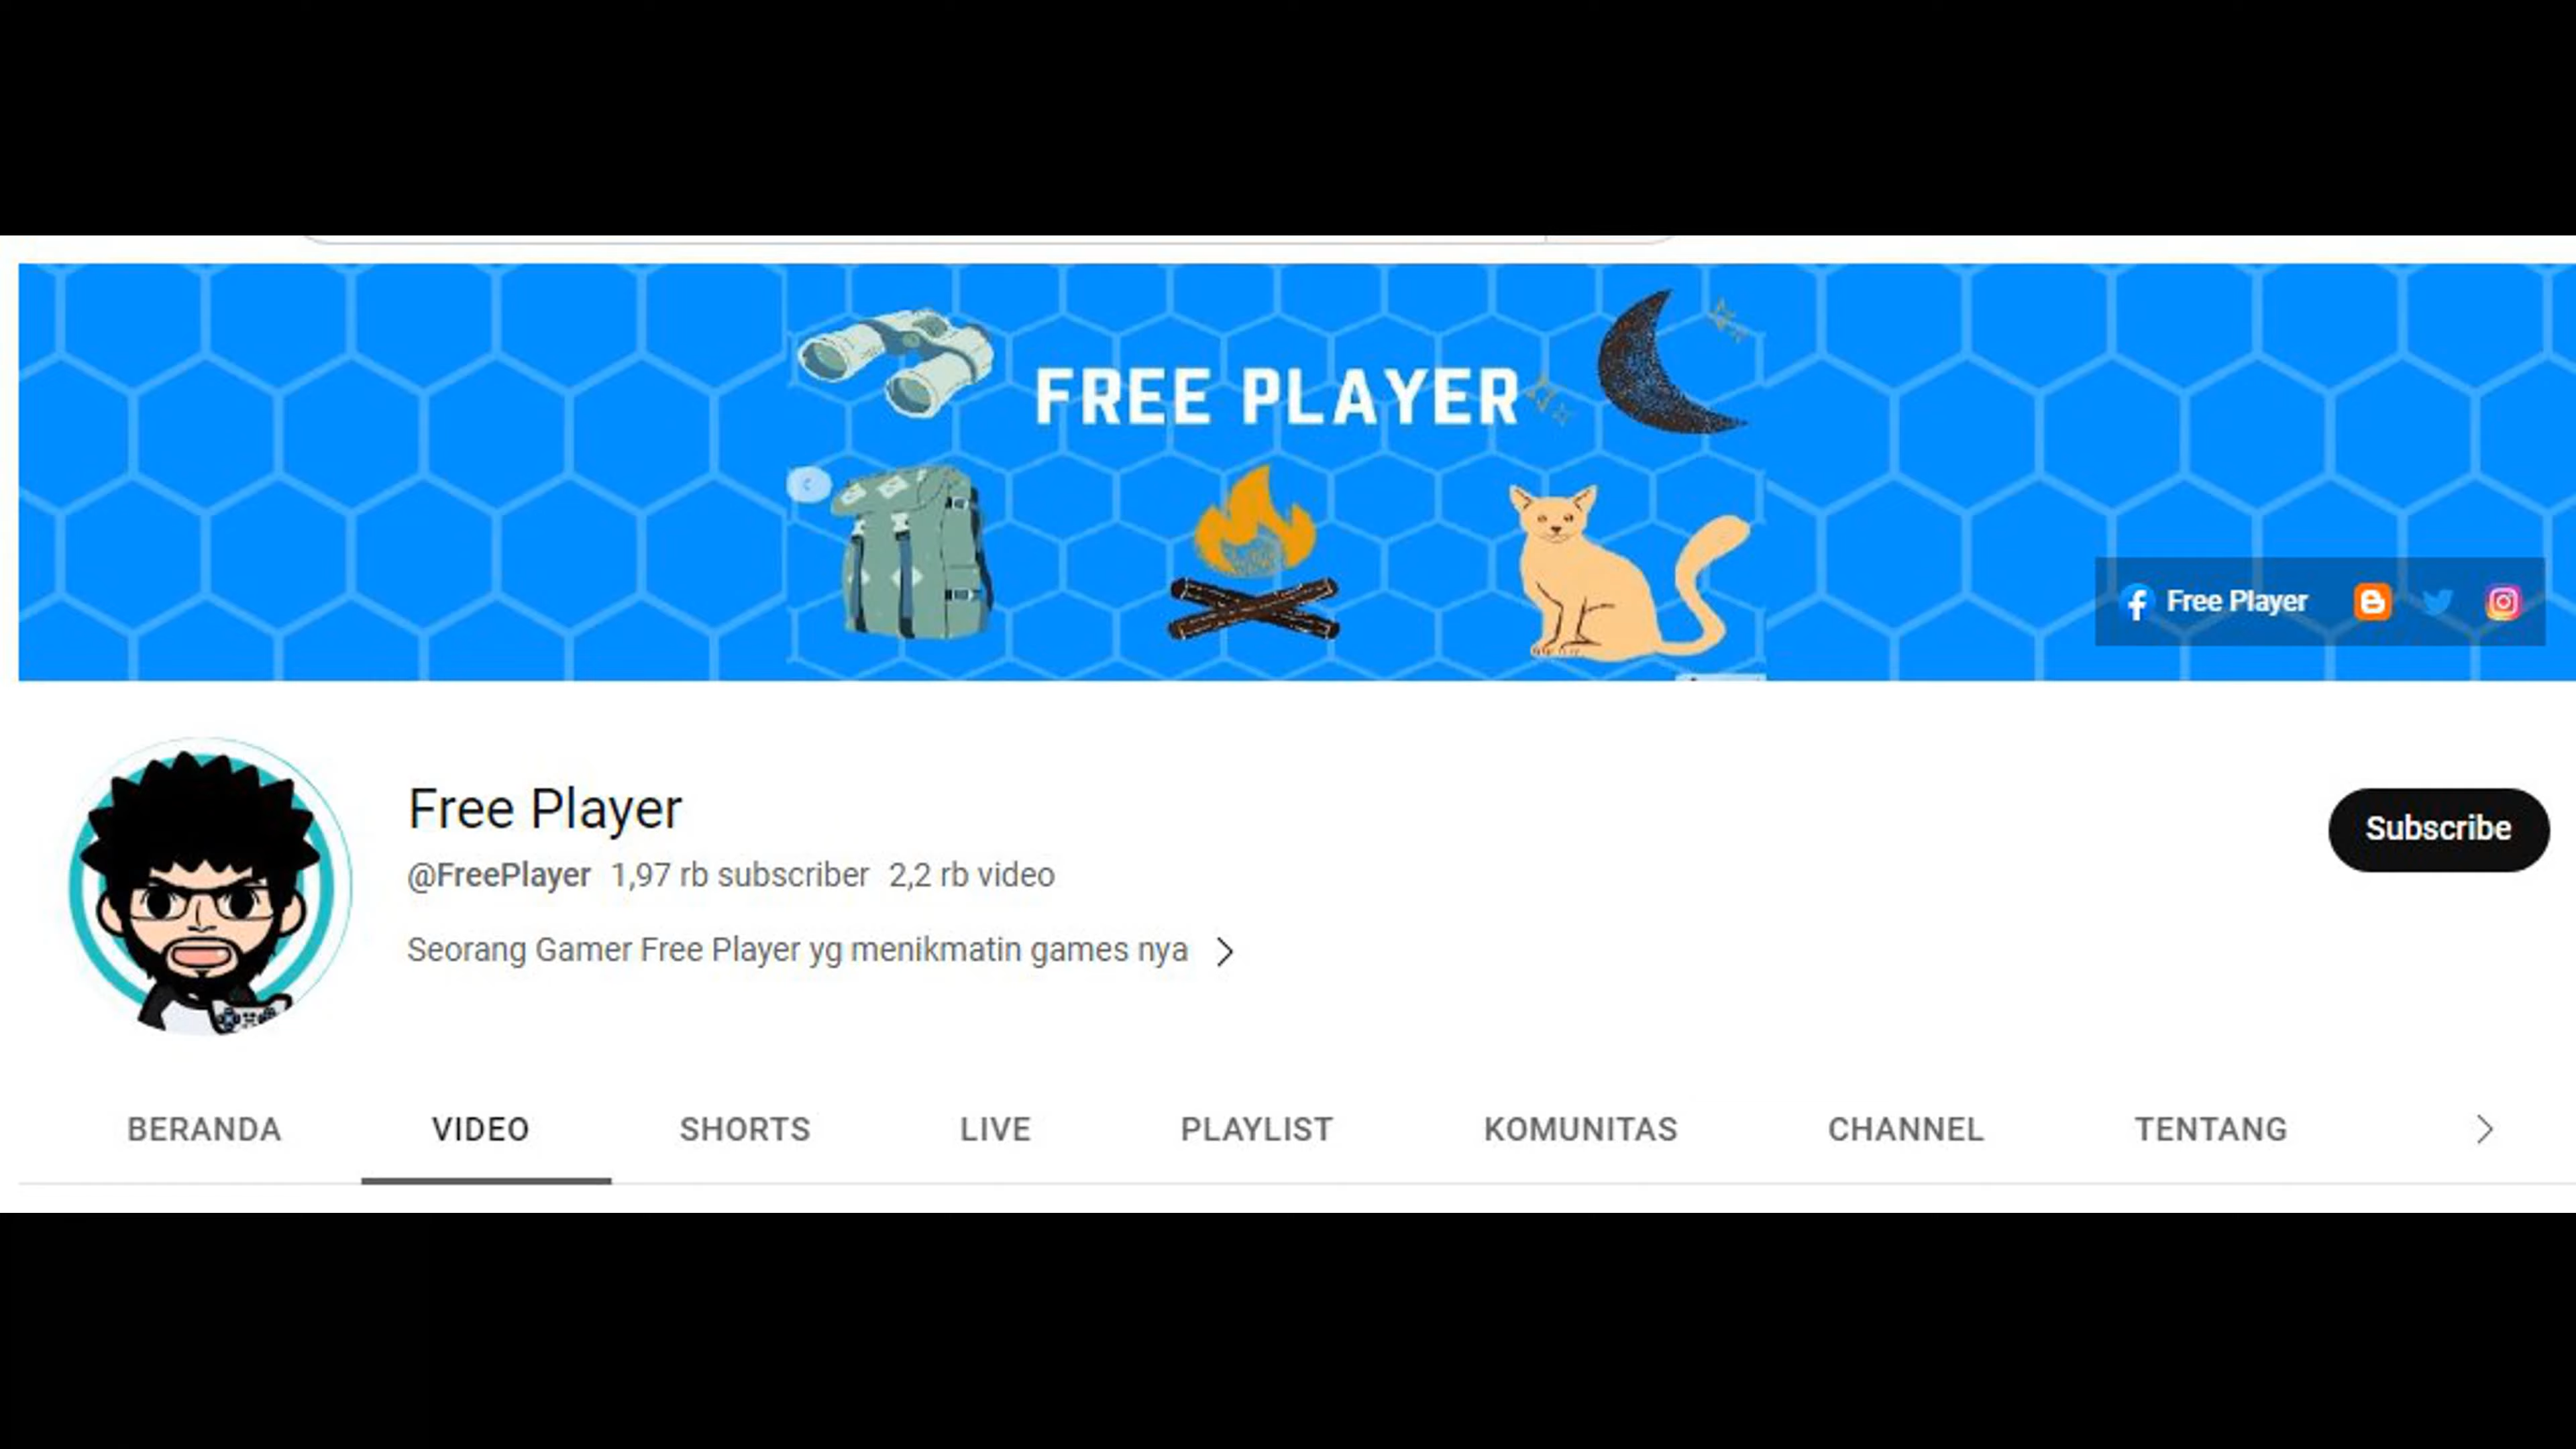 FREE PLAYER
Free Player
Free Player
@FreePlayer 1,97 rb subscriber 2,2 rb video
Subscribe
Seorang Gamer Free Player yg menikmatin games nya
BERANDA VIDEO SHORTS LIVE PLAYLIST KOMUNITAS CHANNEL TENTANG